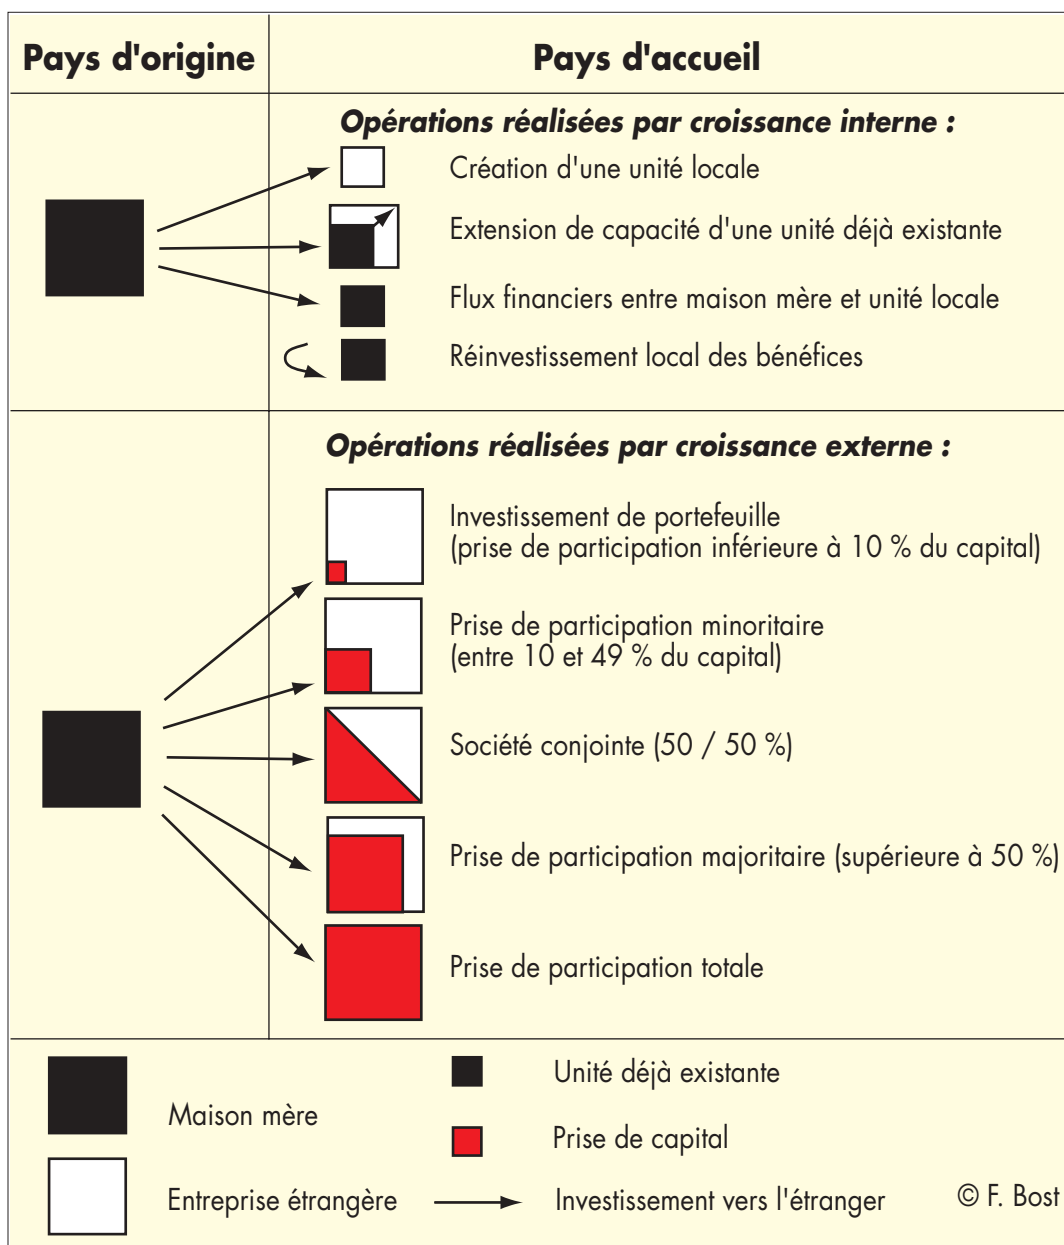 Pays d'origine
Pays d'accueil
Opérations réalisées par croissance interne :
Création d'une unité locale
Extension de capacité d'une unité déjà existante
Flux financiers entre maison mère et unité locale
Réinvestissement local des bénéfices
Opérations réalisées par croissance externe :
Investissement de portefeuille
(prise de participation inférieure à 10 % du capital)
Prise de participation minoritaire
(entre 10 et 49 % du capital)
Société conjointe (50 / 50 %)
Prise de participation majoritaire (supérieure à 50 %)
Prise de participation totale
Maison mère
Unité déjà existante
Prise de capital
Entreprise étrangère
Investissement vers l'étranger
© F. Bost